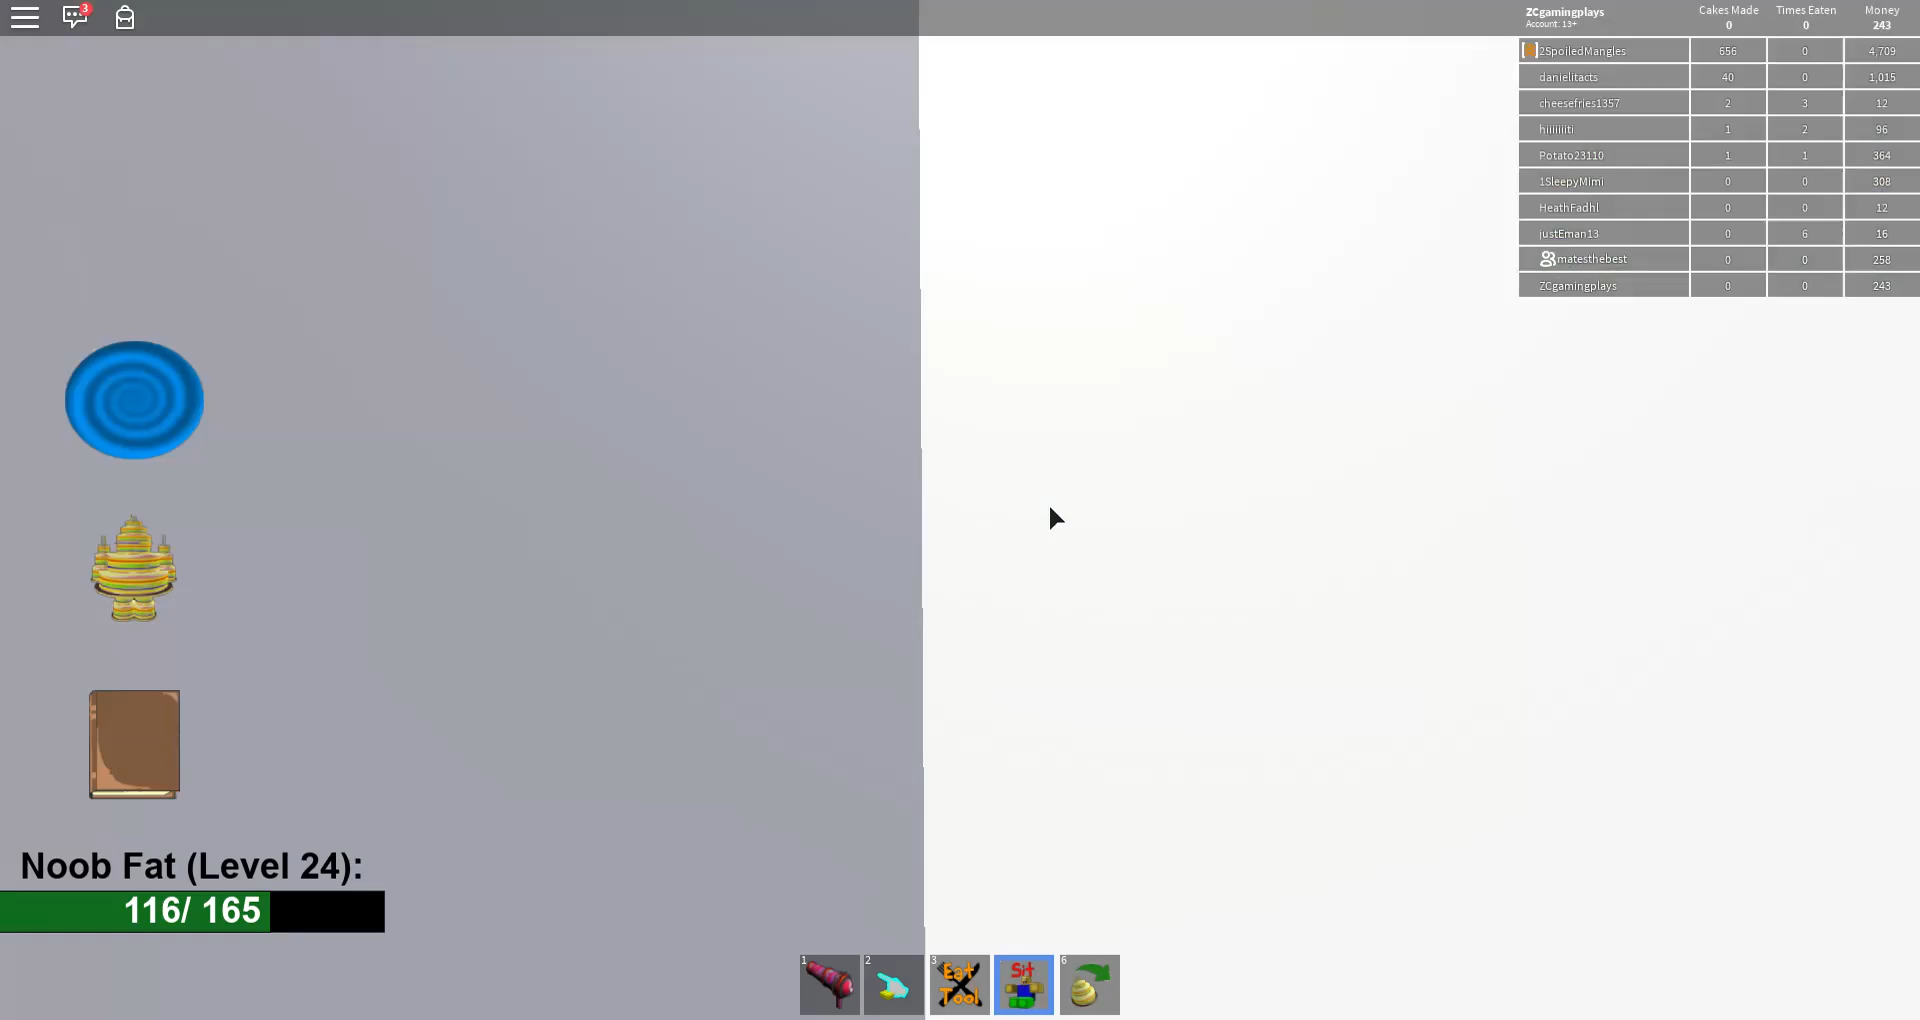 3
ZCgamingplays Cakes Made Times Eaten Money
Account: 13+ 0 0 243
2SpoiledMangles 656 0 4,709
danielitacts 40 0 1,015
cheesefries1357 2 3 12
hiiiiiiiti 1 2 96
Potato23110 1 1 364
1SleepyMimi 0 0 308
HeathFadhl 0 0 12
justEman13 0 6 16
matesthebest 0 0 258
ZCgamingplays 0 0 243
Noob Fat (Level 24):
116/ 165
1 2 3 6
Eat Sit
Tool